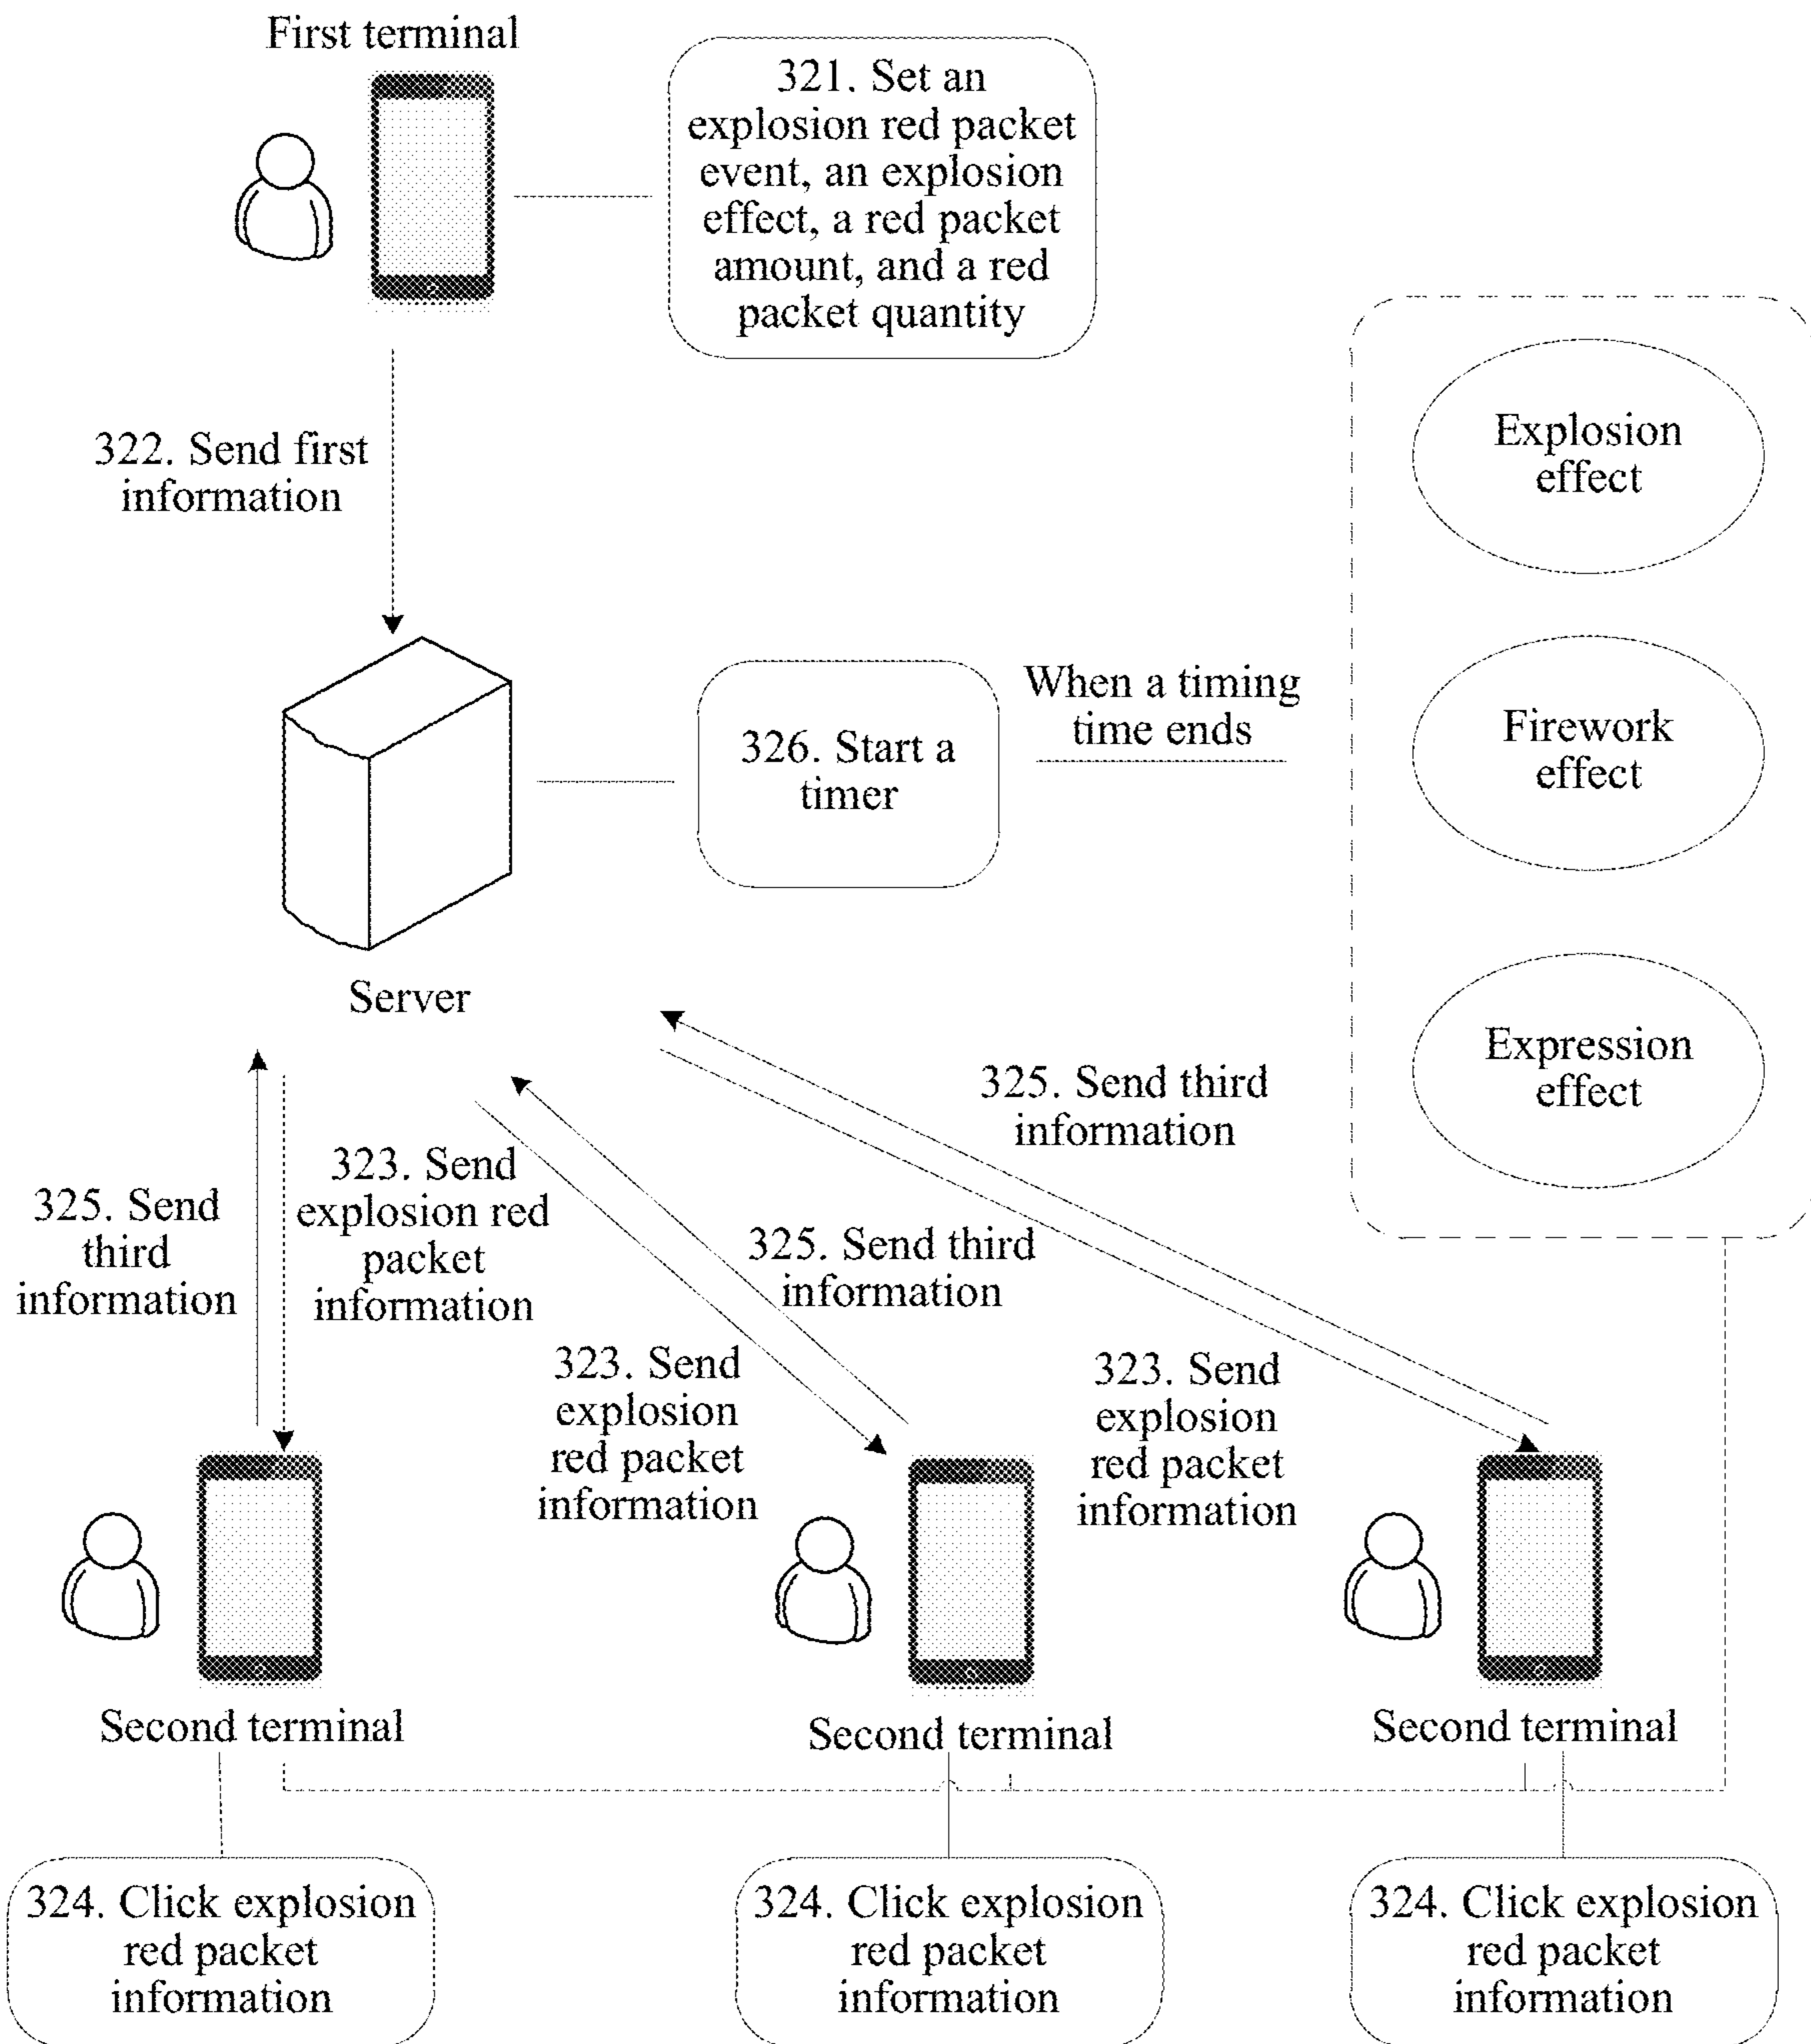 First terminal
321. Set an
explosion red packet
event, an explosion
effect, a red packet
amount, and a red
packet quantity
322. Send first
information
Explosion
effect
When a timing
time ends
326. Start a
timer
Firework
effect
Server
Expression
effect
325. Send third
information
323. Send
explosion red
packet
information
325. Send
third
information
325. Send third
information
323. Send
explosion
red packet
information
323. Send
explosion
red packet
information
Second terminal
Second terminal
Second terminal
324. Click explosion
red packet
information
324. Click explosion
red packet
information
324. Click explosion
red packet
information